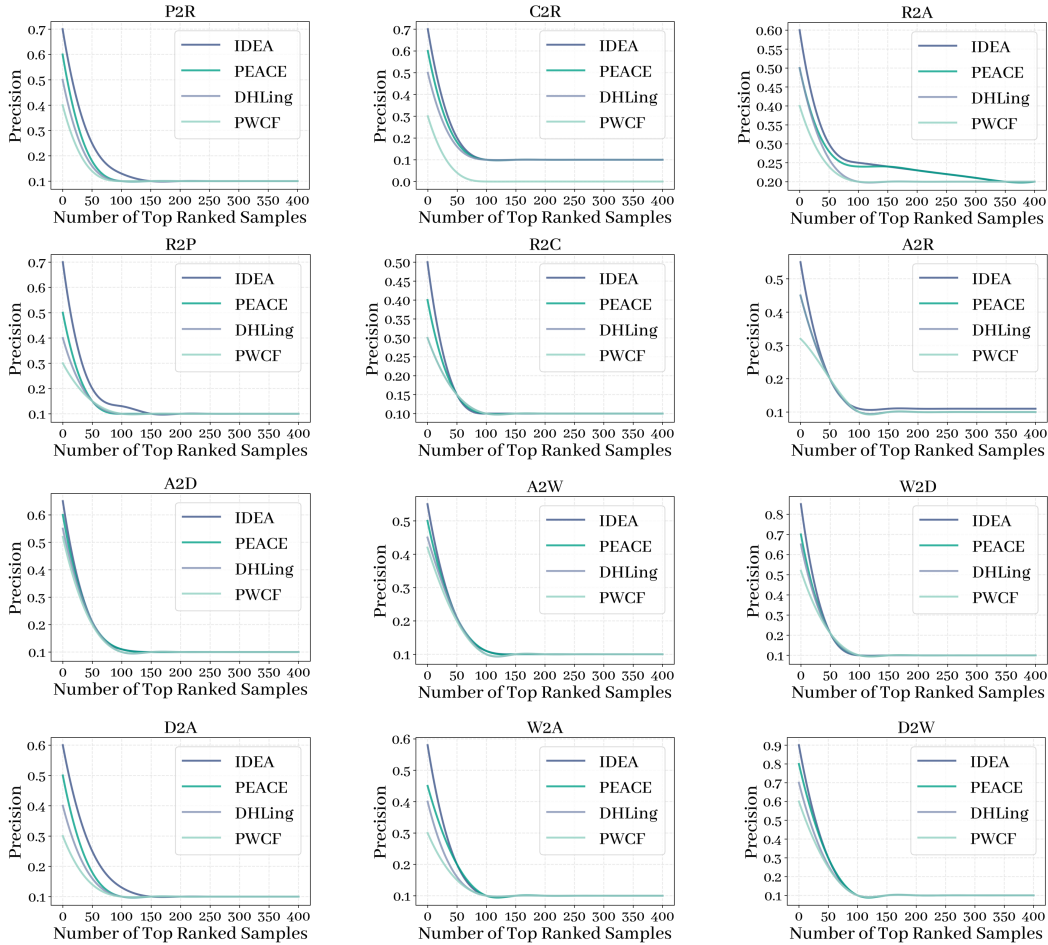 P2R
Precision
0.7
0.6
0.5
0.4
0.3
0.2
0.1
IDEA
PEACE
DHLing
PWCF
0 50 100 150 200 250 300 350 400
Number of Top Ranked Samples
C2R
Precision
0.7
0.6
0.5
0.4
0.3
0.2
0.1
0.0
IDEA
PEACE
DHLing
PWCF
0 50 100 150 200 250 300 350 400
Number of Top Ranked Samples
R2A
Precision
0.60
0.55
0.50
0.45
0.40
0.35
0.30
0.25
0.20
IDEA
PEACE
DHLing
PWCF
0 50 100 150 200 250 300 350 400
Number of Top Ranked Samples
R2P
Precision
0.7
0.6
0.5
0.4
0.3
0.2
0.1
IDEA
PEACE
DHLing
PWCF
0 50 100 150 200 250 300 350 400
Number of Top Ranked Samples
R2C
Precision
0.50
0.45
0.40
0.35
0.30
0.25
0.20
0.15
0.10
IDEA
PEACE
DHLing
PWCF
0 50 100 150 200 250 300 350 400
Number of Top Ranked Samples
A2R
Precision
0.5
0.4
0.3
0.2
0.1
IDEA
PEACE
DHLing
PWCF
0 50 100 150 200 250 300 350 400
Number of Top Ranked Samples
A2D
Precision
0.6
0.5
0.4
0.3
0.2
0.1
IDEA
PEACE
DHLing
PWCF
0 50 100 150 200 250 300 350 400
Number of Top Ranked Samples
A2W
Precision
0.5
0.4
0.3
0.2
0.1
IDEA
PEACE
DHLing
PWCF
0 50 100 150 200 250 300 350 400
Number of Top Ranked Samples
W2D
Precision
0.8
0.7
0.6
0.5
0.4
0.3
0.2
0.1
IDEA
PEACE
DHLing
PWCF
0 50 100 150 200 250 300 350 400
Number of Top Ranked Samples
D2A
Precision
0.6
0.5
0.4
0.3
0.2
0.1
IDEA
PEACE
DHLing
PWCF
0 50 100 150 200 250 300 350 400
Number of Top Ranked Samples
W2A
Precision
0.6
0.5
0.4
0.3
0.2
0.1
IDEA
PEACE
DHLing
PWCF
0 50 100 150 200 250 300 350 400
Number of Top Ranked Samples
D2W
Precision
0.9
0.8
0.7
0.6
0.5
0.4
0.3
0.2
0.1
IDEA
PEACE
DHLing
PWCF
0 50 100 150 200 250 300 350 400
Number of Top Ranked Samples